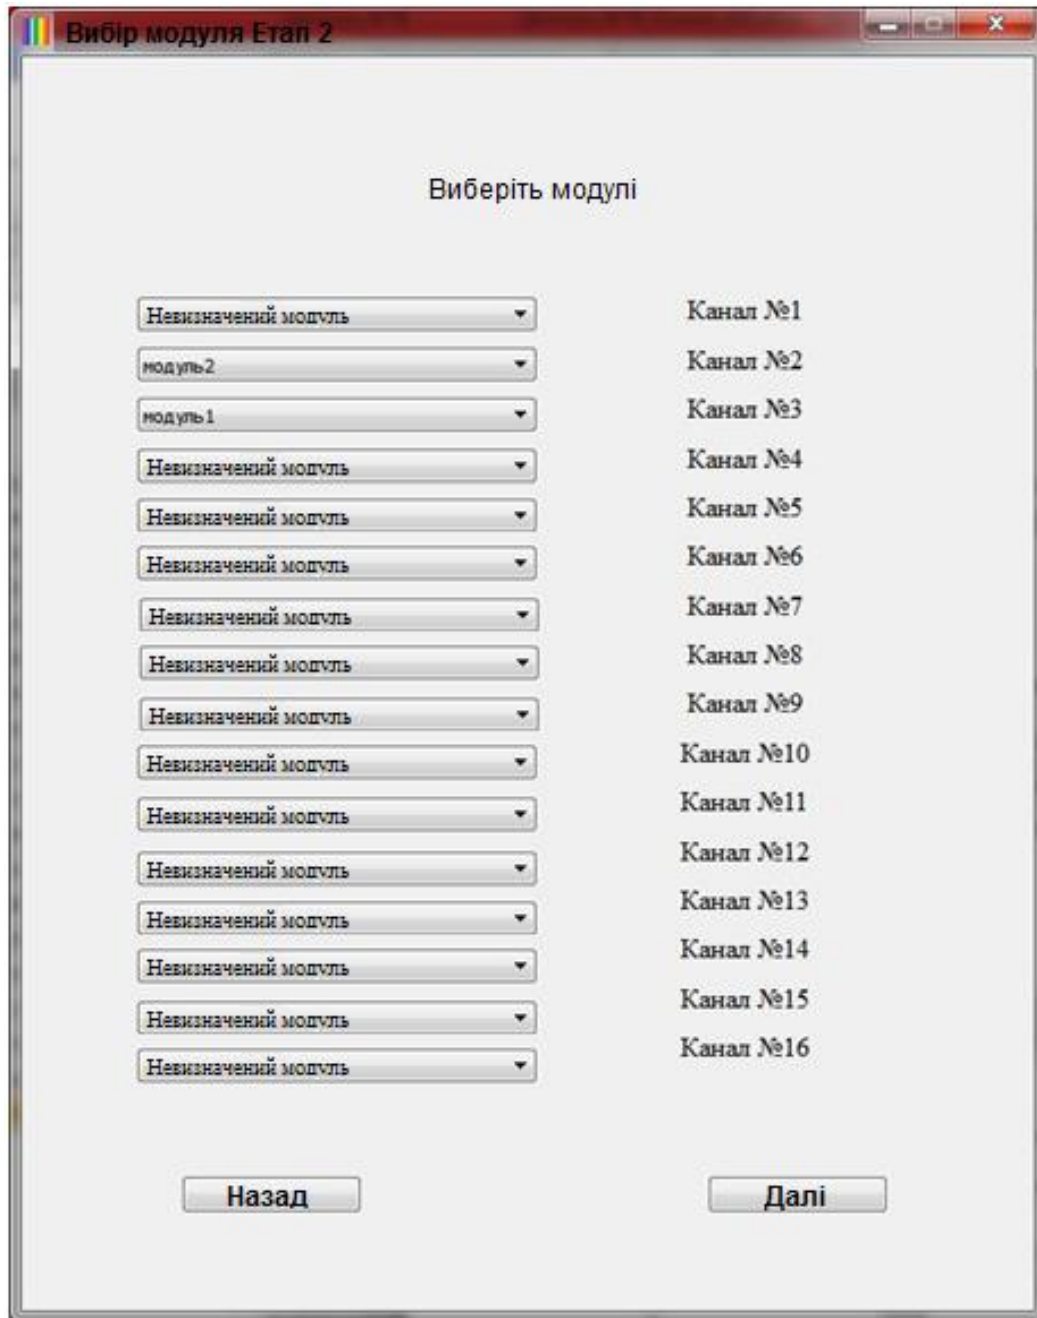 Вибір модуля Етап 2
Виберіть модулі
Невизначений модуль Канал №1
модуль2 Канал №2
модуль1 Канал №3
Невизначений модуль Канал №4
Невизначений модуль Канал №5
Невизначений модуль Канал №6
Невизначений модуль Канал №7
Невизначений модуль Канал №8
Невизначений модуль Канал №9
Невизначений модуль Канал №10
Невизначений модуль Канал №11
Невизначений модуль Канал №12
Невизначений модуль Канал №13
Невизначений модуль Канал №14
Невизначений модуль Канал №15
Невизначений модуль Канал №16
Назад Далі